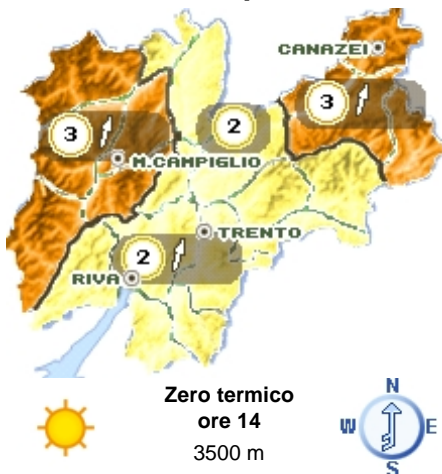 CANAZEI
3
3
2
M.CAMPIGLIO
TRENTO
2
RIVA
Zero termico
ore 14
3500 m
N
W E
S